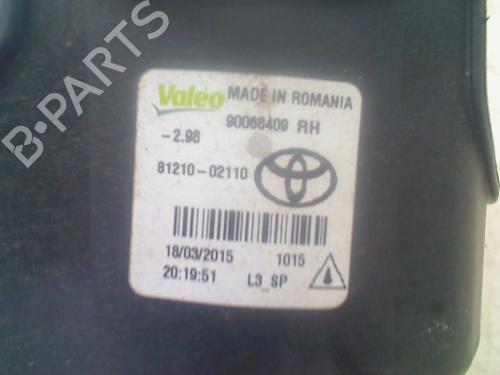 B-PARTS
Valeo MADE IN ROMANIA
90068409 RH
-2.98
81210-02110
18/03/2015 1015
20:19:51 L3_SP